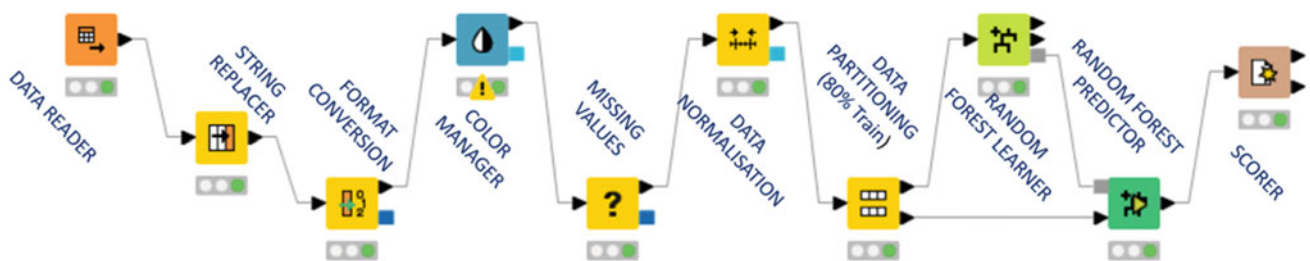 DATA READER
STRING
REPLACER
FORMAT
CONVERSION
COLOR
MANAGER
MISSING
VALUES
DATA
NORMALISATION
DATA
PARTITIONING
(80% Train)
RANDOM
FOREST LEARNER
RANDOM FOREST
PREDICTOR
SCORER